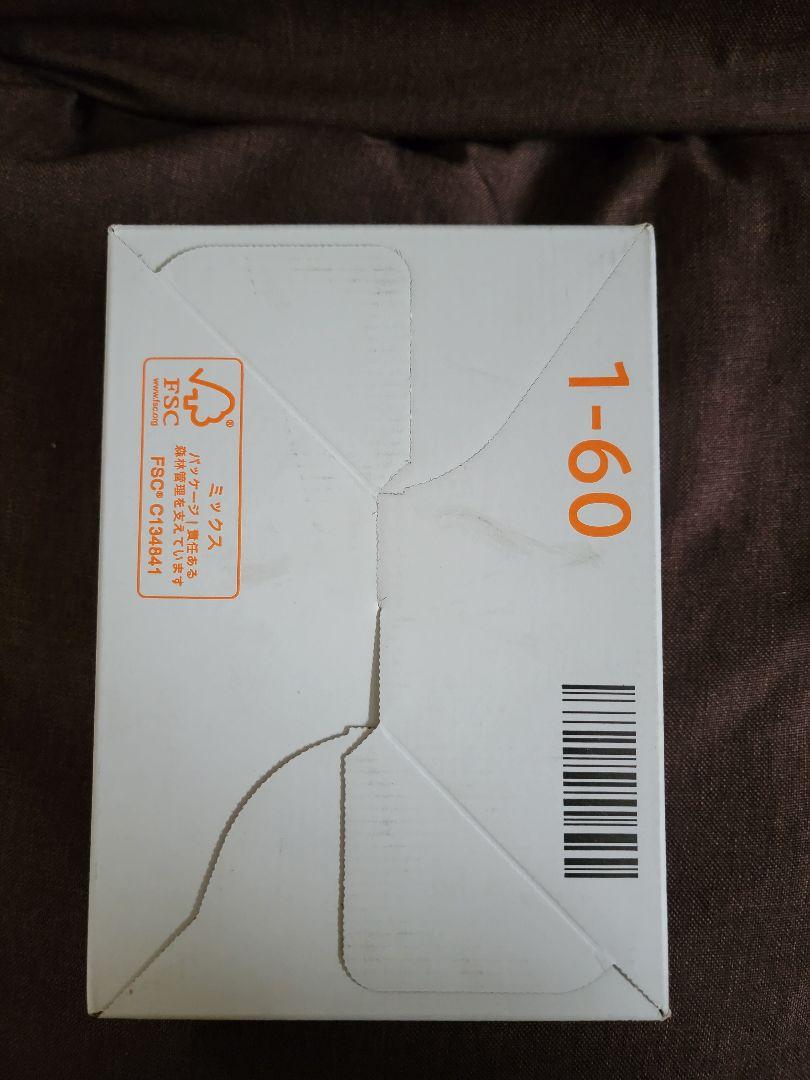 1-60
FSC®
www.fsc.org
ミックス
パッケージ|責任ある
森林管理を支えています
FSC® C134841